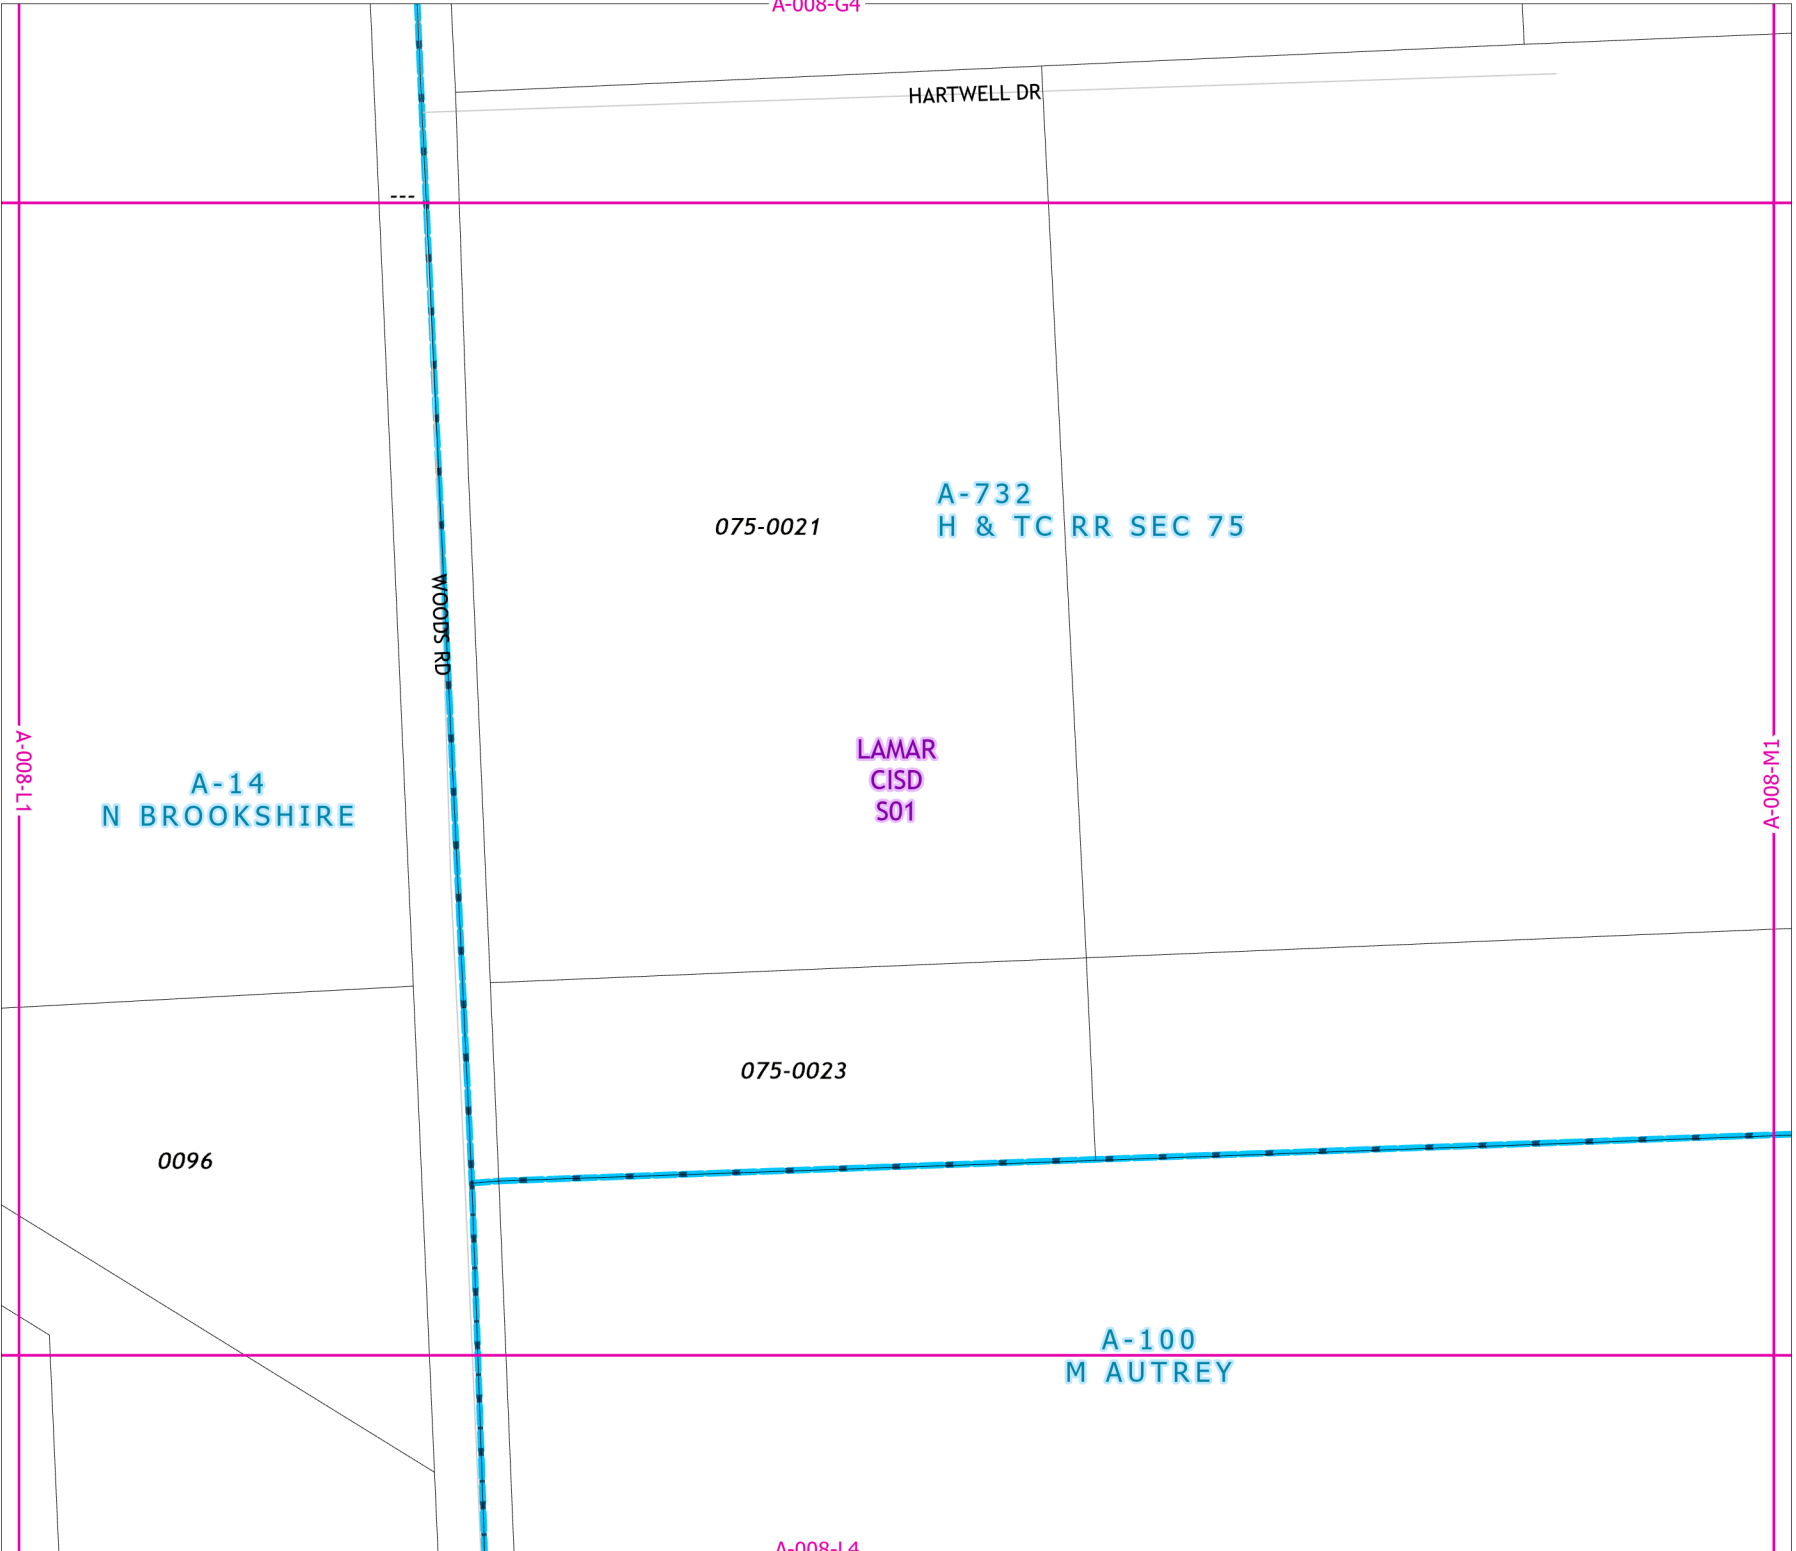 A-008-G4
HARTWELL DR
---
A-732
H & TC RR SEC 75
075-0021
WOODS RD
LAMAR
CISD
S01
A-008-L1
A-008-M1
A-14
N BROOKSHIRE
075-0023
0096
A-100
M AUTREY
A-008-L4